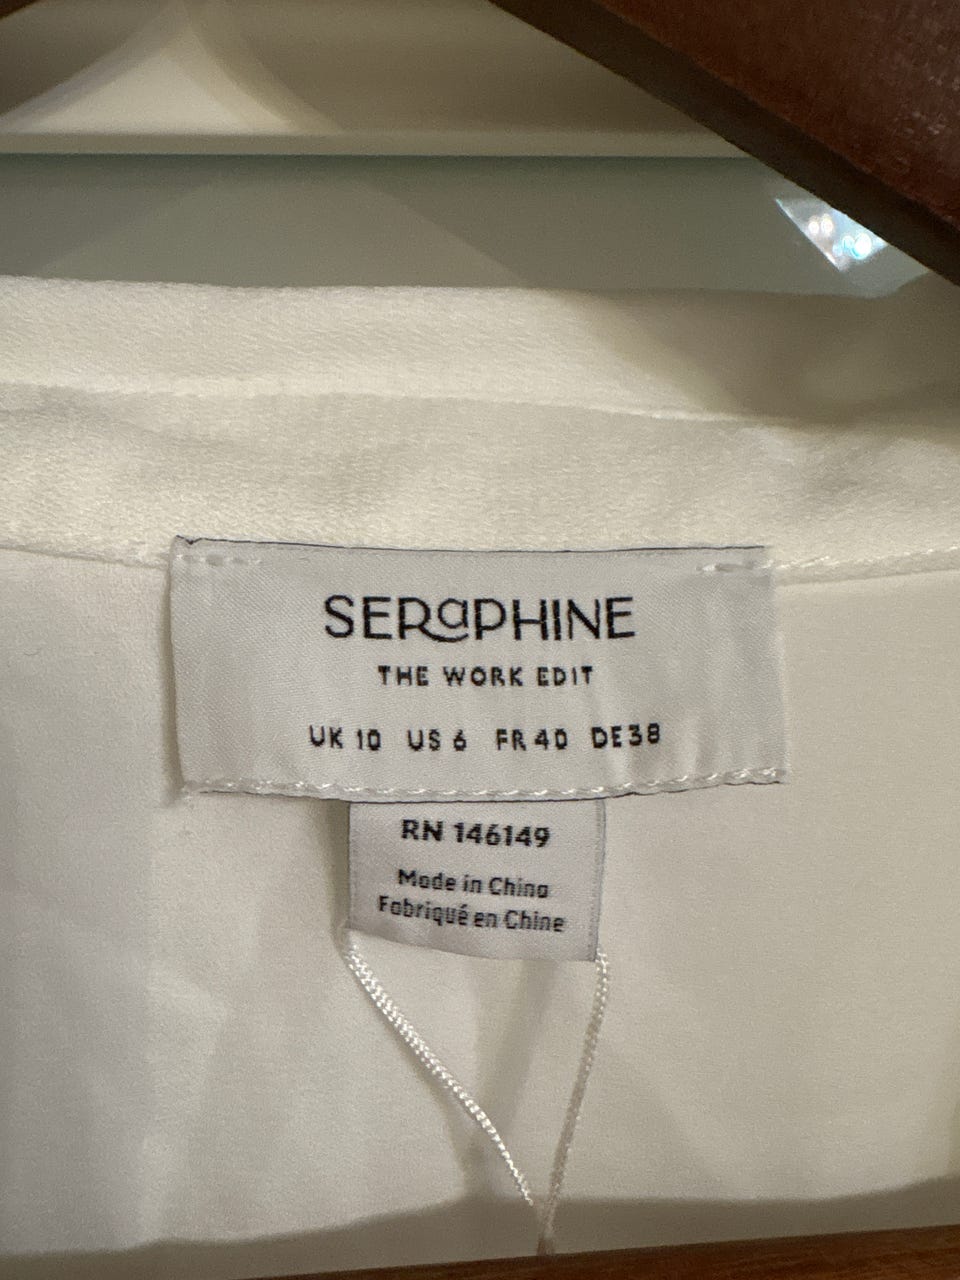 SERaPHINE
THE WORK EDIT
UK 10 US 6 FR 40 DE 38
RN 146149
Made in China
Fabriqué en Chine